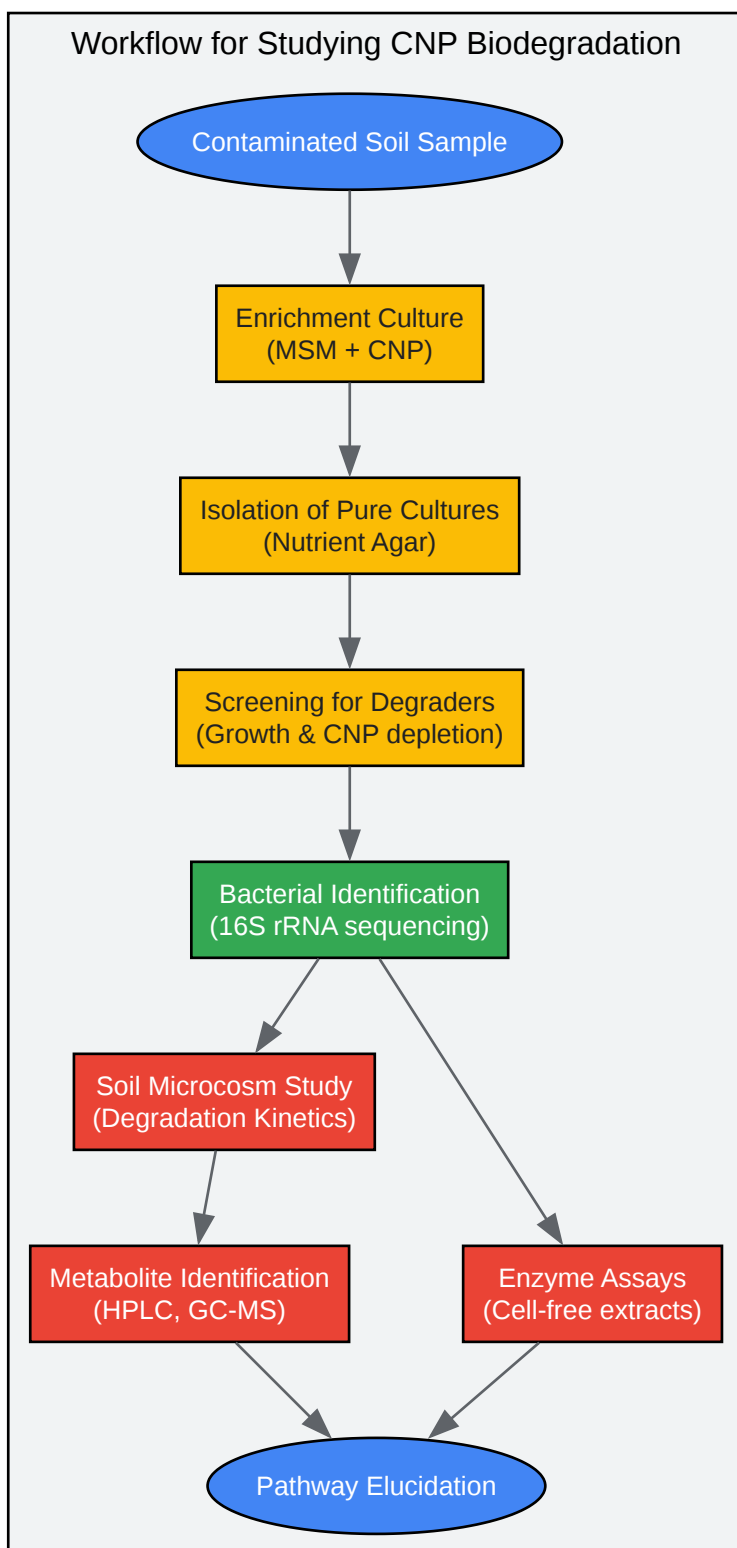 Workflow for Studying CNP Biodegradation
Contaminated Soil Sample
Enrichment Culture
(MSM + CNP)
Isolation of Pure Cultures
(Nutrient Agar)
Screening for Degraders
(Growth & CNP depletion)
Bacterial Identification
(16S rRNA sequencing)
Soil Microcosm Study
(Degradation Kinetics)
Metabolite Identification
(HPLC, GC-MS)
Enzyme Assays
(Cell-free extracts)
Pathway Elucidation